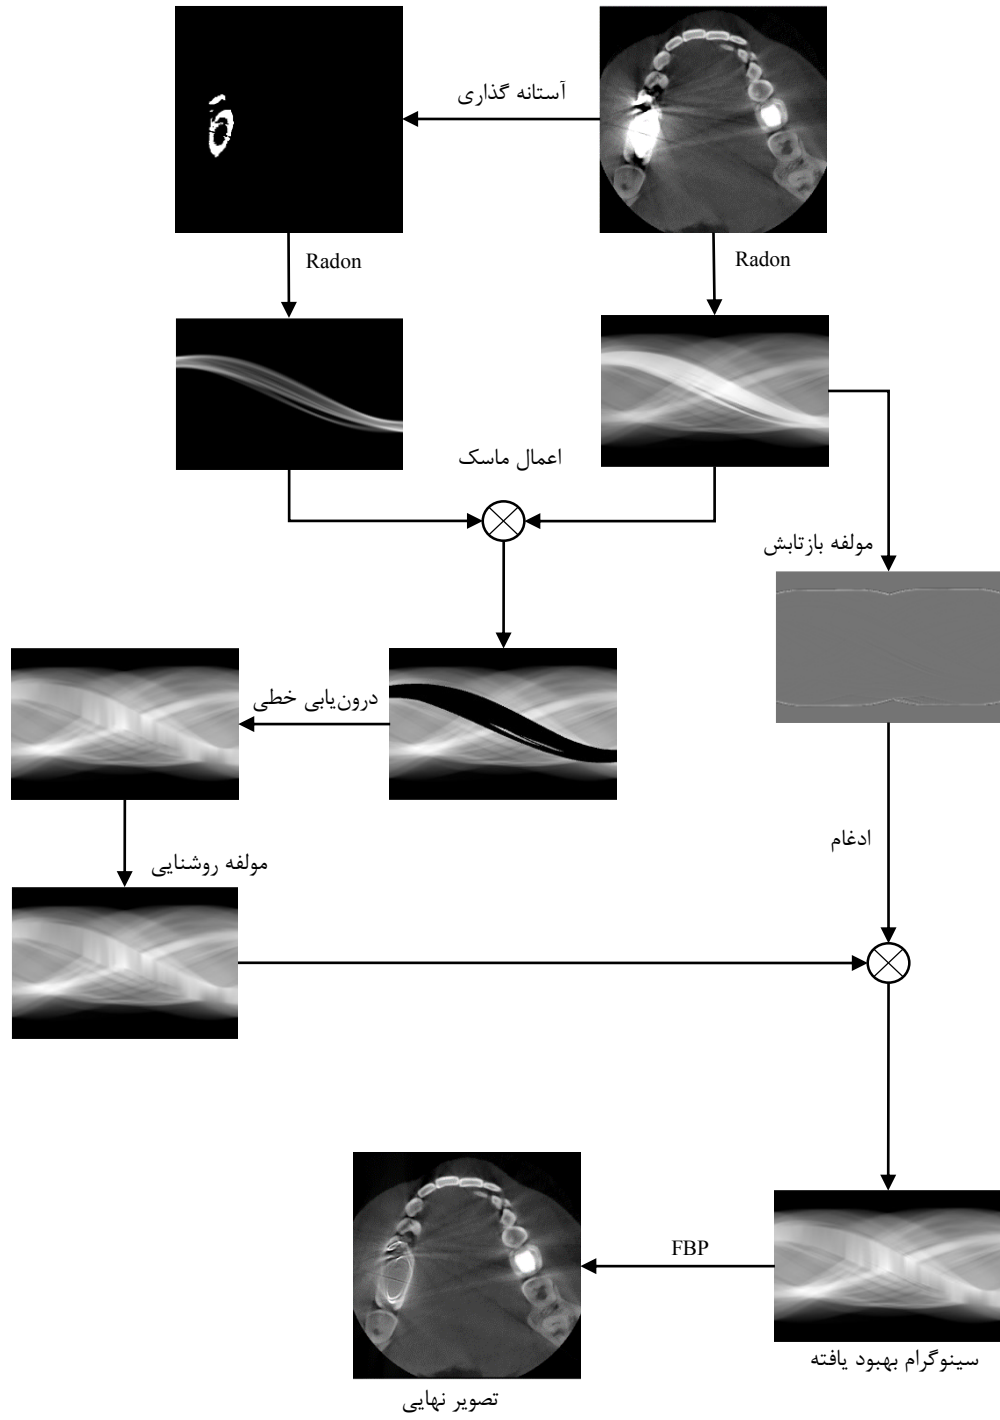 آستانه گذاری
Radon
Radon
اعمال ماسک
مولفه بازتابش
درون‌یابی خطی
ادغام
مولفه روشنایی
FBP
سینوگرام بهبود یافته
تصویر نهایی